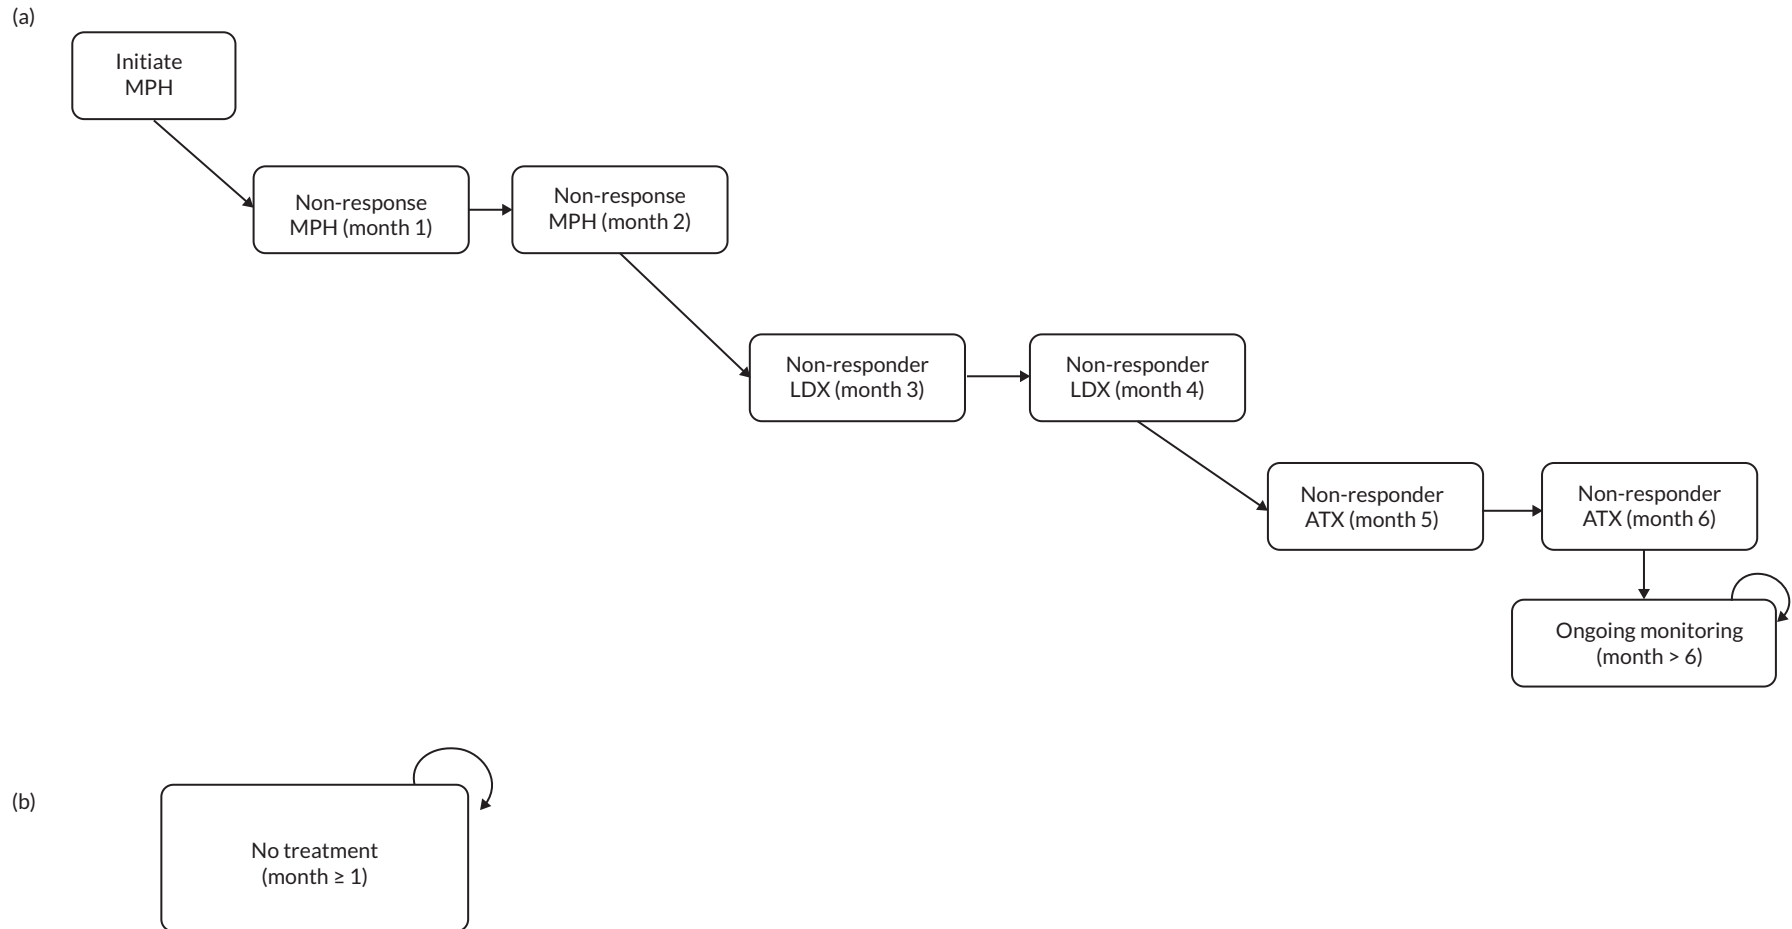 (a)
Initiate
MPH
Non-response
MPH (month 1)
Non-response
MPH (month 2)
Non-responder
LDX (month 3)
Non-responder
LDX (month 4)
Non-responder
ATX (month 5)
Non-responder
ATX (month 6)
Ongoing monitoring
(month > 6)
(b)
No treatment
(month ≥ 1)